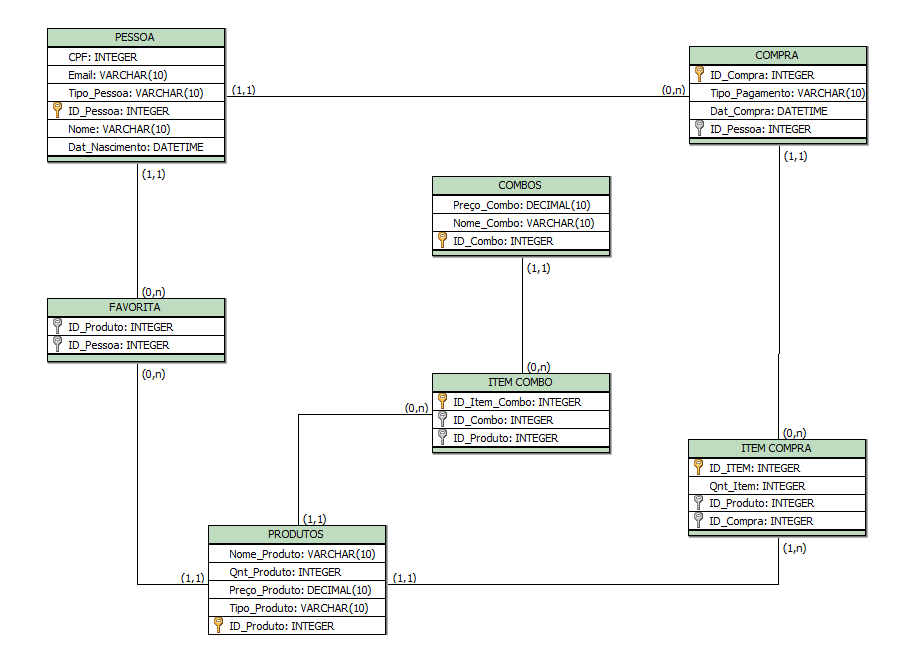 PESSOA
CPF: INTEGER
Email: VARCHAR(10)
Tipo_Pessoa: VARCHAR(10)
ID_Pessoa: INTEGER
Nome: VARCHAR(10)
Dat_Nascimento: DATETIME
(1,1)
(0,n)
COMPRA
ID_Compra: INTEGER
_Tipo_Pagamento: VARCHAR(10)
Dat_Compra: DATETIME
ID_Pessoa: INTEGER
(1,1)
(1,1)
COMBOS
Preço_Combo: DECIMAL(10)
Nome_Combo: VARCHAR(10)
ID_Combo: INTEGER
(1,1)
(0,n)
FAVORITA
ID_Produto: INTEGER
ID_Pessoa: INTEGER
(0,n)
(0,n)
ITEM COMBO
ID_Item_Combo: INTEGER
ID_Combo: INTEGER
ID_Produto: INTEGER
(0,n)
(0,n)
ITEM COMPRA
ID_ITEM: INTEGER
Qnt_Item: INTEGER
ID_Produto: INTEGER
ID_Compra: INTEGER
(1,n)
(1,1)
PRODUTOS
Nome_Produto: VARCHAR(10)
Qnt_Produto: INTEGER
Preço_Produto: DECIMAL(10)
Tipo_Produto: VARCHAR(10)
ID_Produto: INTEGER
(1,1)
(1,1)